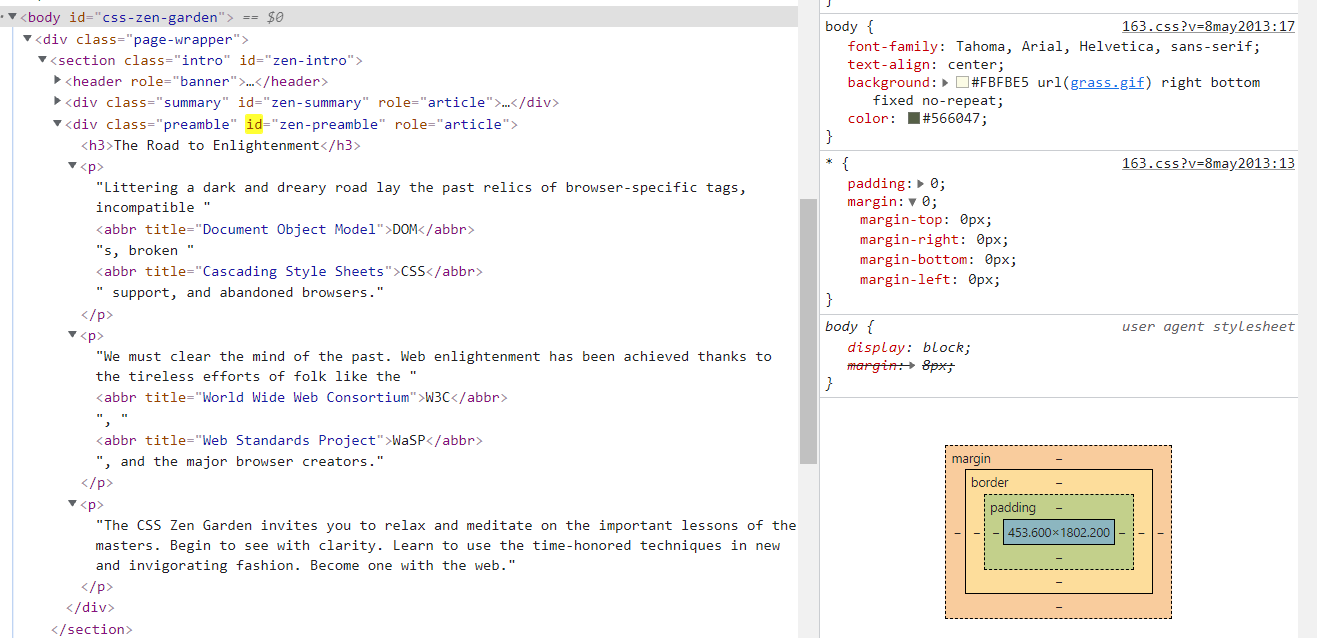 <body id="css-zen-garden"> == $0
<div class="page-wrapper">
<section class="intro" id="zen-intro">
<header role="banner">…</header>
<div class="summary" id="zen-summary" role="article">…</div>
<div class="preamble" id="zen-preamble" role="article">
<h3>The Road to Enlightenment</h3>
<p>
"Littering a dark and dreary road lay the past relics of browser-specific tags,
incompatible "
<abbr title="Document Object Model">DOM</abbr>
"s, broken "
<abbr title="Cascading Style Sheets">CSS</abbr>
" support, and abandoned browsers."
</p>
<p>
"We must clear the mind of the past. Web enlightenment has been achieved thanks to
the tireless efforts of folk like the "
<abbr title="World Wide Web Consortium">W3C</abbr>
", "
<abbr title="Web Standards Project">WaSP</abbr>
", and the major browser creators."
</p>
<p>
"The CSS Zen Garden invites you to relax and meditate on the important lessons of the
masters. Begin to see with clarity. Learn to use the time-honored techniques in new
and invigorating fashion. Become one with the web."
</p>
</div>
</section>
}
body { 163.css?v=8may2013:17
font-family: Tahoma, Arial, Helvetica, sans-serif;
text-align: center;
background: #FBFBE5 url(grass.gif) right bottom
fixed no-repeat;
color: #566047;
}
* { 163.css?v=8may2013:13
padding: 0;
margin: 0;
margin-top: 0px;
margin-right: 0px;
margin-bottom: 0px;
margin-left: 0px;
}
body { user agent stylesheet
display: block;
margin: 8px;
}
margin –
border –
padding –
– – – 453.600×1802.200 – – –
–
–
–